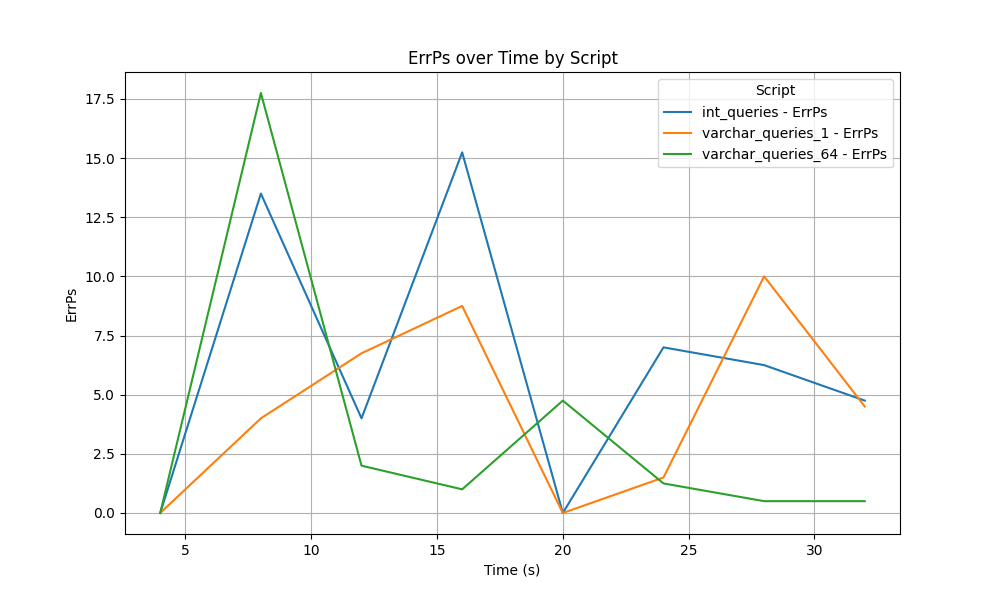 ErrPs over Time by Script
Script
int_queries - ErrPs
varchar_queries_1 - ErrPs
varchar_queries_64 - ErrPs
ErrPs
17.5
15.0
12.5
10.0
7.5
5.0
2.5
0.0
5 10 15 20 25 30
Time (s)